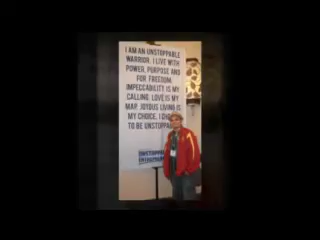 I AM AN UNSTOPPABLE
WARRIOR. I LIVE WITH
POWER, PURPOSE AND
FOR FREEDOM.
IMPECCABILITY IS MY
CALLING. LOVE IS MY
MAP. JOYOUS LIVING IS
MY CHOICE. I
TO BE
UNSTOPPABLE